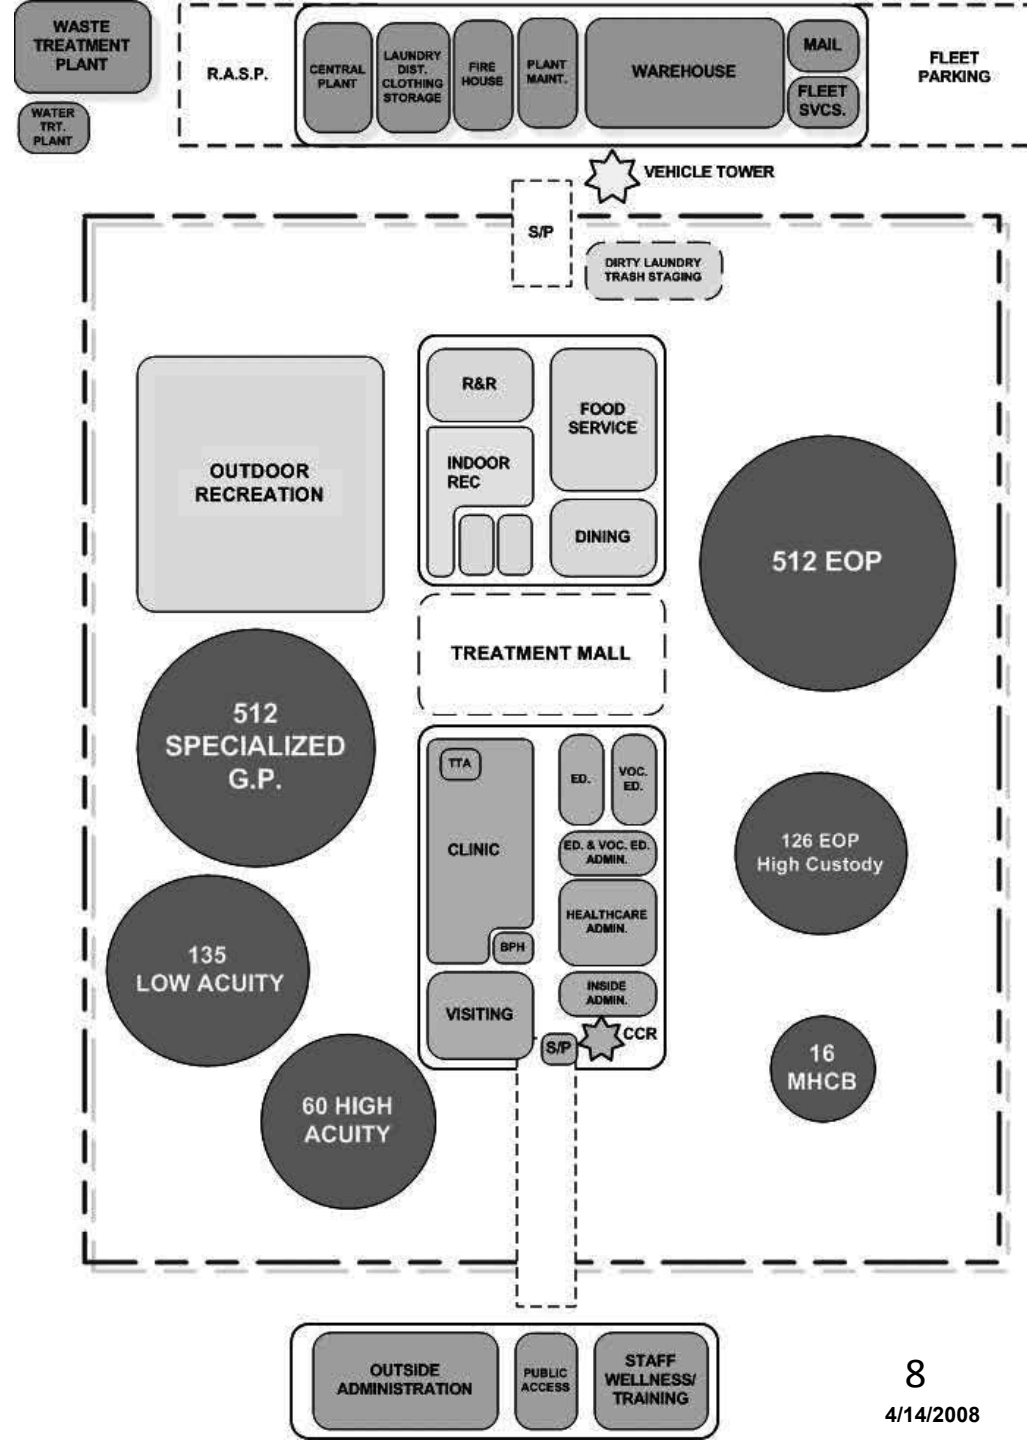 WASTE
TREATMENT
PLANT
WATER
TRT.
PLANT
R.A.S.P.
CENTRAL
PLANT
LAUNDRY
DIST.
CLOTHING
STORAGE
FIRE
HOUSE
PLANT
MAINT.
WAREHOUSE
MAIL
FLEET
SVCS.
FLEET
PARKING
VEHICLE TOWER
S/P
DIRTY LAUNDRY
TRASH STAGING
OUTDOOR
RECREATION
R&R
INDOOR
REC
FOOD
SERVICE
DINING
512 EOP
TREATMENT MALL
512
SPECIALIZED
G.P.
TTA
CLINIC
BPH
VISITING
ED.
VOC.
ED.
ED. & VOC. ED.
ADMIN.
HEALTHCARE
ADMIN.
INSIDE
ADMIN.
S/P
CCR
126 EOP
High Custody
135
LOW ACUITY
16
MHCB
60 HIGH
ACUITY
OUTSIDE
ADMINISTRATION
PUBLIC
ACCESS
STAFF
WELLNESS/
TRAINING
8
4/14/2008